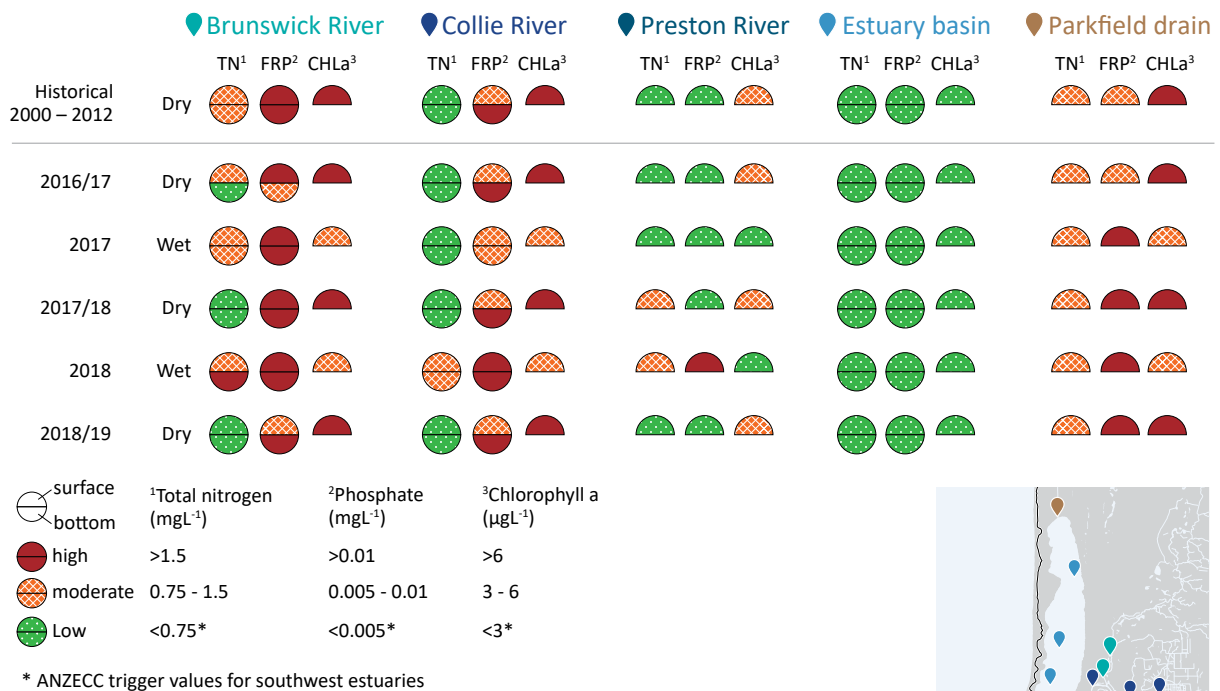 Brunswick River Collie River Preston River Estuary basin Parkfield drain
TN¹ FRP² CHLa³ TN¹ FRP² CHLa³ TN¹ FRP² CHLa³ TN¹ FRP² CHLa³ TN¹ FRP² CHLa³
Historical
2000 – 2012 Dry
2016/17 Dry
2017 Wet
2017/18 Dry
2018 Wet
2018/19 Dry
surface
bottom
¹Total nitrogen ²Phosphate ³Chlorophyll a
(mgL⁻¹) (mgL⁻¹) (µgL⁻¹)
high >1.5 >0.01 >6
moderate 0.75 - 1.5 0.005 - 0.01 3 - 6
Low <0.75* <0.005* <3*
* ANZECC trigger values for southwest estuaries